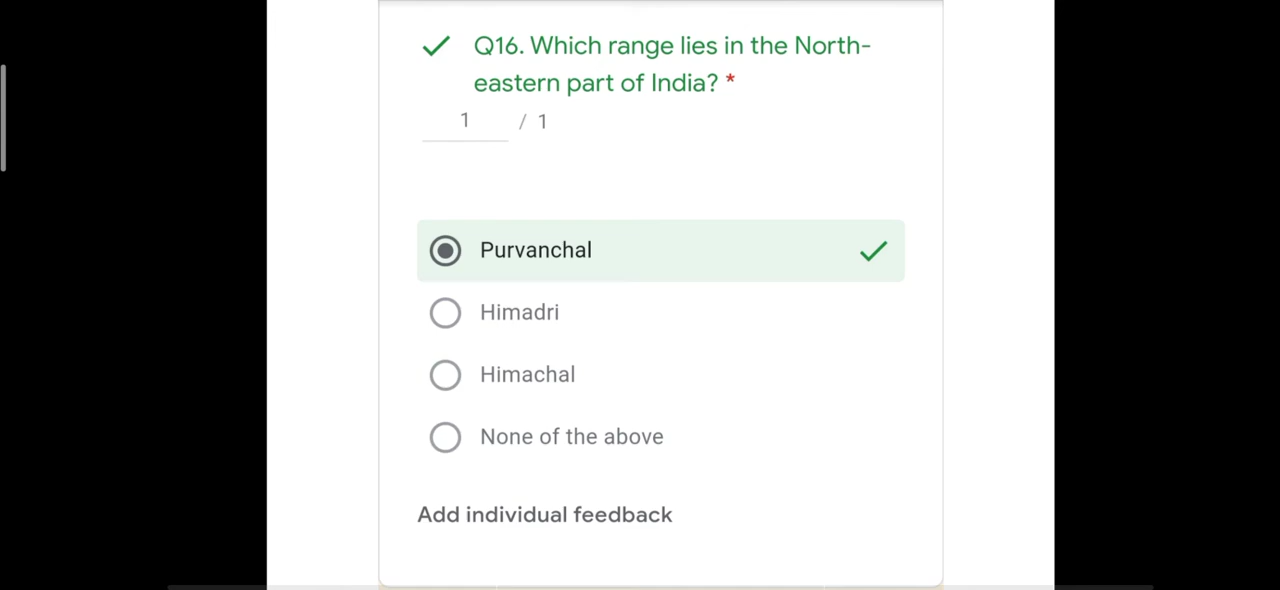 Q16. Which range lies in the North-
eastern part of India? *
1 / 1
Purvanchal
Himadri
Himachal
None of the above
Add individual feedback